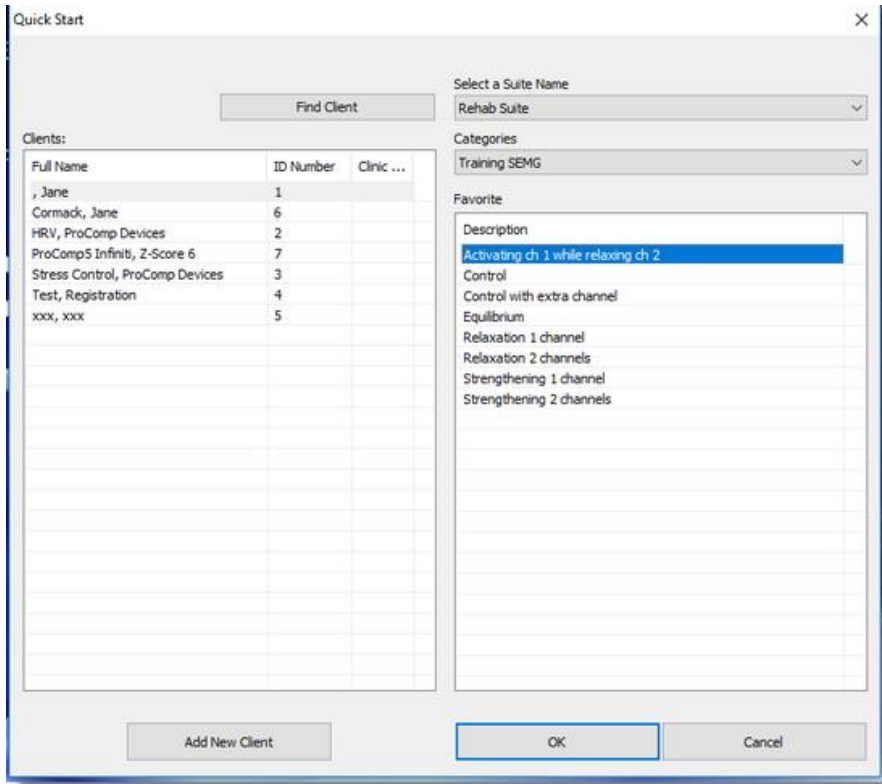 Quick Start
Find Client
Clients:
Full Name ID Number Clinic ...
, Jane 1
Cormack, Jane 6
HRV, ProComp Devices 2
ProComp5 Infiniti, Z-Score 6 7
Stress Control, ProComp Devices 3
Test, Registration 4
xxx, xxx 5
Add New Client
Select a Suite Name
Rehab Suite
Categories
Training SEMG
Favorite
Description
Activating ch 1 while relaxing ch 2
Control
Control with extra channel
Equilibrium
Relaxation 1 channel
Relaxation 2 channels
Strengthening 1 channel
Strengthening 2 channels
OK
Cancel